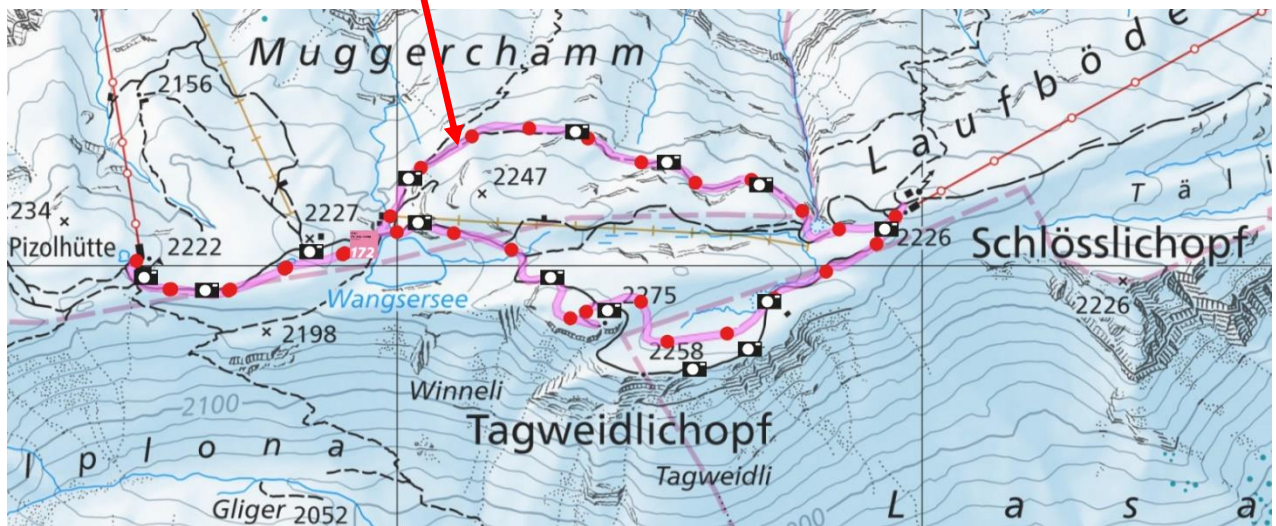 Muggerchamm
2156
Laufböde
2247
Täli
234
2227
Pizolhütte
2222
172
2226
Schlösslichopf
Wangsersee
2275
2226
2198
2258
Winneli
2100
Tagweidlichopf
Iplona
Tagweidli
Gliger 2052
2000
Lasa